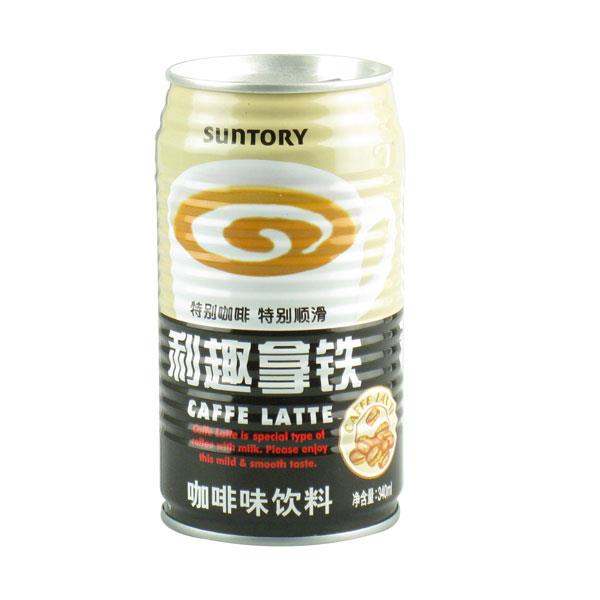 SUNTORY
特别咖啡 特别顺滑
利趣拿铁
CAFFE LATTE
Caffe Latte is special type of
coffee with milk. Please enjoy
this mild & smooth taste.
咖啡味饮料
净含量:340ml